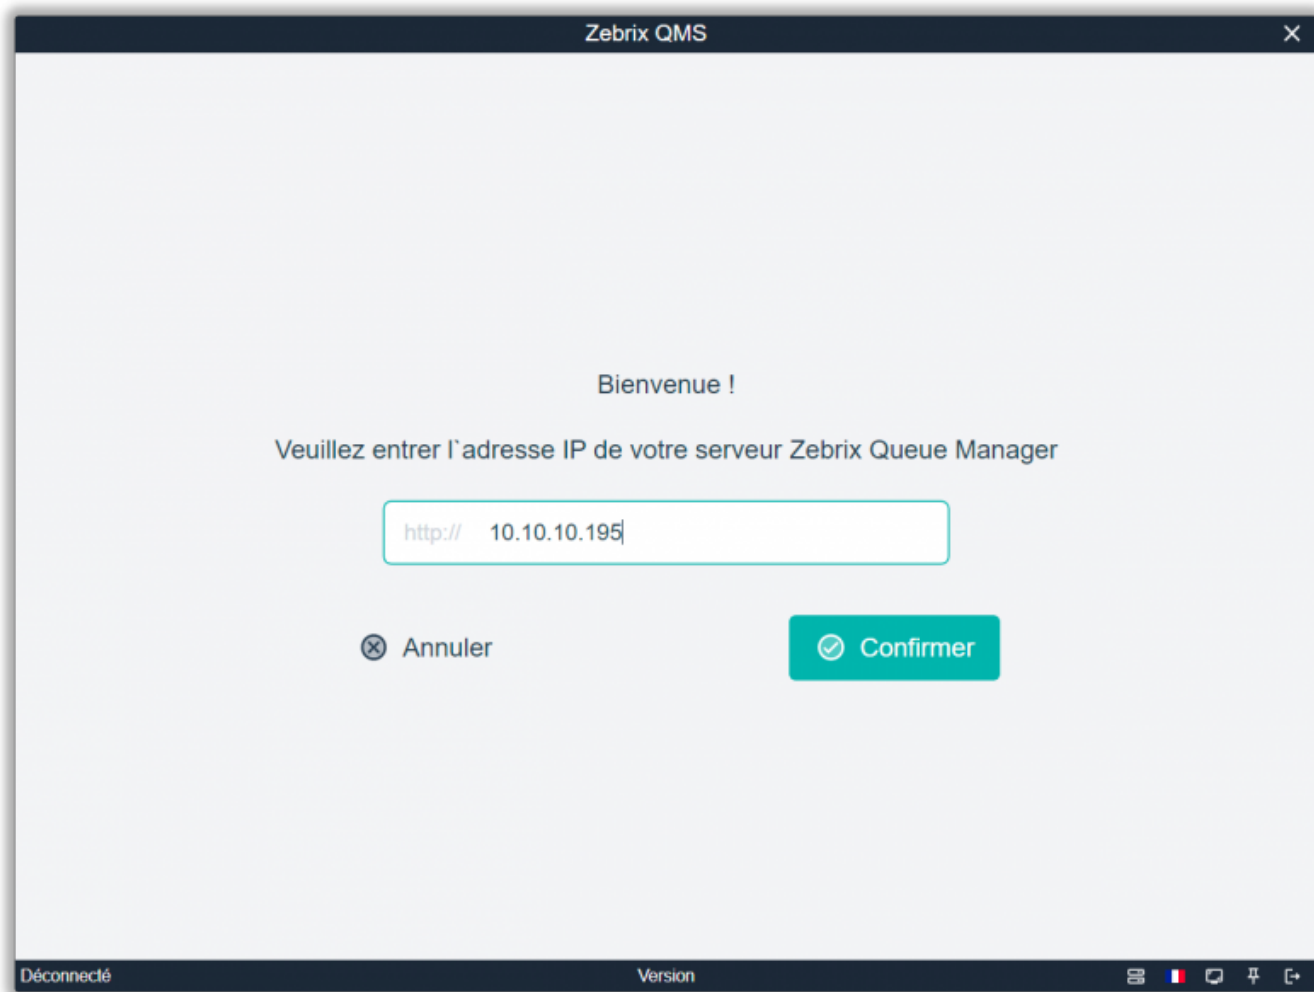 Zebrix QMS
Bienvenue !
Veuillez entrer l`adresse IP de votre serveur Zebrix Queue Manager
http:// 10.10.10.195
Annuler
Confirmer
Déconnecté
Version